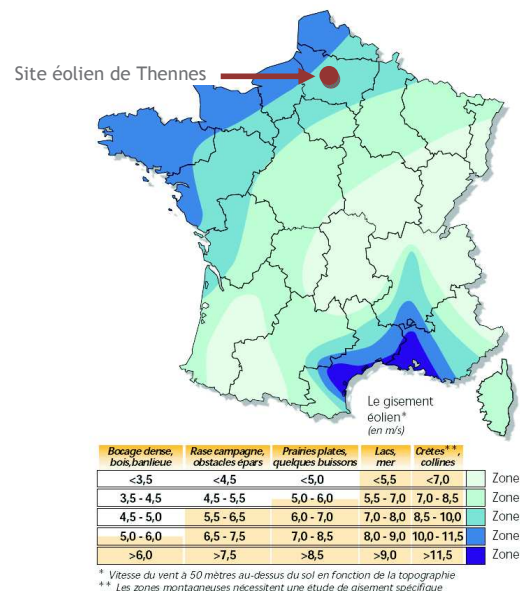 Site éolien de Thennes
Le gisement
éolien*
(en m/s)
Bocage dense, bois,banlieue Rase campagne, obstacles épars Prairies plates, quelques buissons Lacs, mer Crêtes**, collines
<3,5 <4,5 <5,0 <5,5 <7,0 Zone
3,5 - 4,5 4,5 - 5,5 5,0 - 6,0 5,5 - 7,0 7,0 - 8,5 Zone
4,5 - 5,0 5,5 - 6,5 6,0 - 7,0 7,0 - 8,0 8,5 - 10,0 Zone
5,0 - 6,0 6,5 - 7,5 7,0 - 8,5 8,0 - 9,0 10,0 - 11,5 Zone
>6,0 >7,5 >8,5 >9,0 >11,5 Zone
* Vitesse du vent à 50 mètres au-dessus du sol en fonction de la topographie
** Les zones montagneuses nécessitent une étude de gisement spécifique